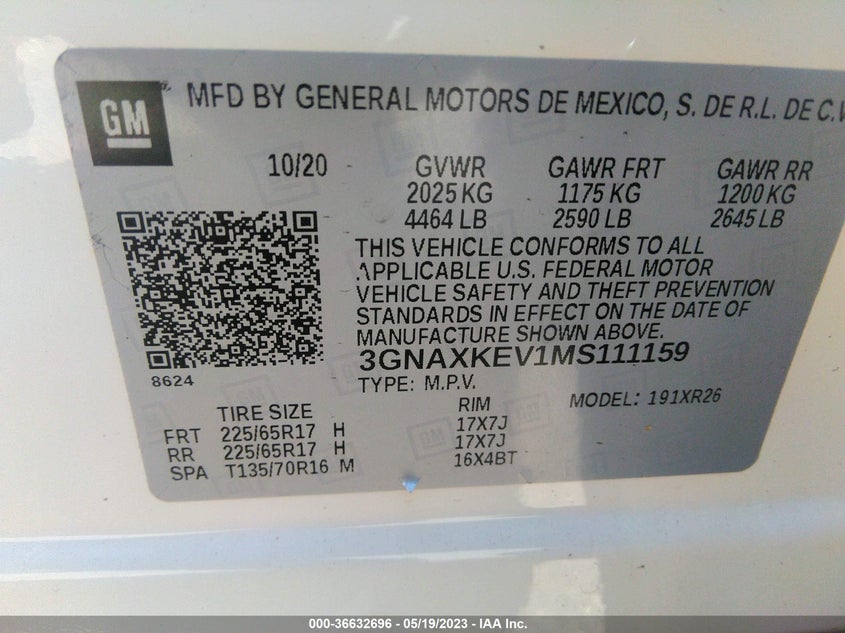 GM
MFD BY GENERAL MOTORS DE MEXICO, S. DE R.L. DE C.V
10/20 GVWR GAWR FRT GAWR RR
2025 KG 1175 KG 1200 KG
4464 LB 2590 LB 2645 LB
THIS VEHICLE CONFORMS TO ALL
APPLICABLE U.S. FEDERAL MOTOR
VEHICLE SAFETY AND THEFT PREVENTION
STANDARDS IN EFFECT ON THE DATE OF
MANUFACTURE SHOWN ABOVE.
3GNAXKEV1MS111159
8624
TYPE: M.P.V. MODEL: 191XR26
TIRE SIZE RIM
FRT 225/65R17 H 17X7J
RR 225/65R17 H 17X7J
SPA T135/70R16 M 16X4BT
000-36632696 - 05/19/2023 - IAA Inc.